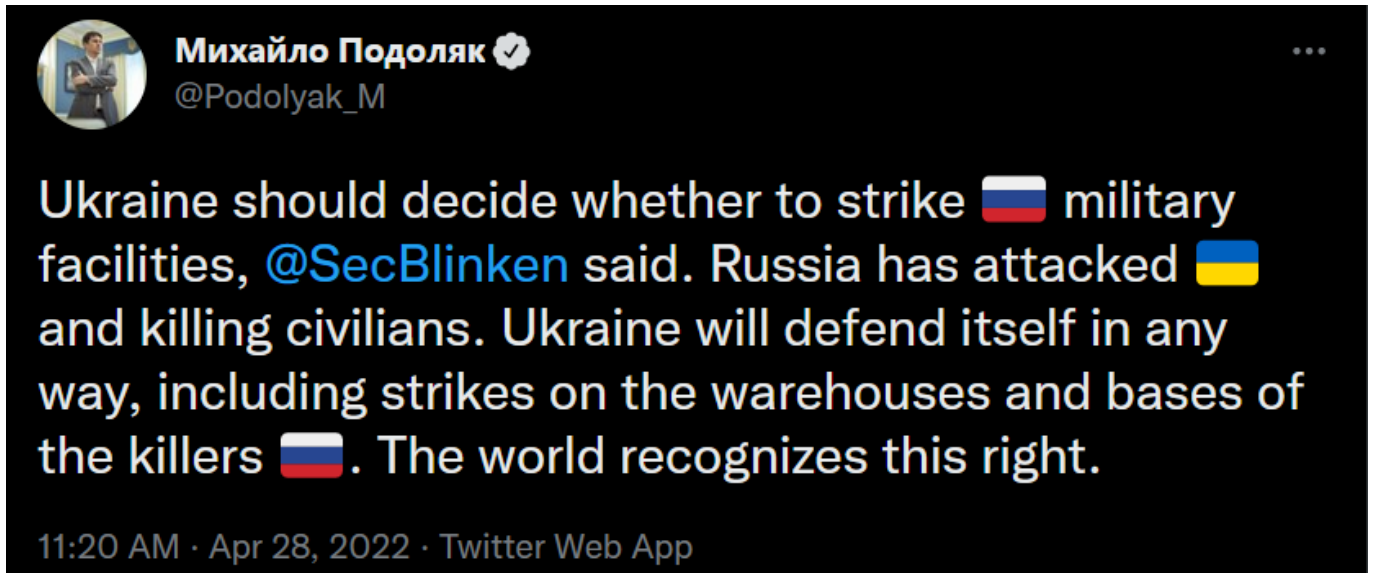 Михайло Подоляк
@Podolyak_M
Ukraine should decide whether to strike 🇷🇺 military
facilities, @SecBlinken said. Russia has attacked 🇺🇦
and killing civilians. Ukraine will defend itself in any
way, including strikes on the warehouses and bases of
the killers 🇷🇺. The world recognizes this right.
11:20 AM · Apr 28, 2022 · Twitter Web App